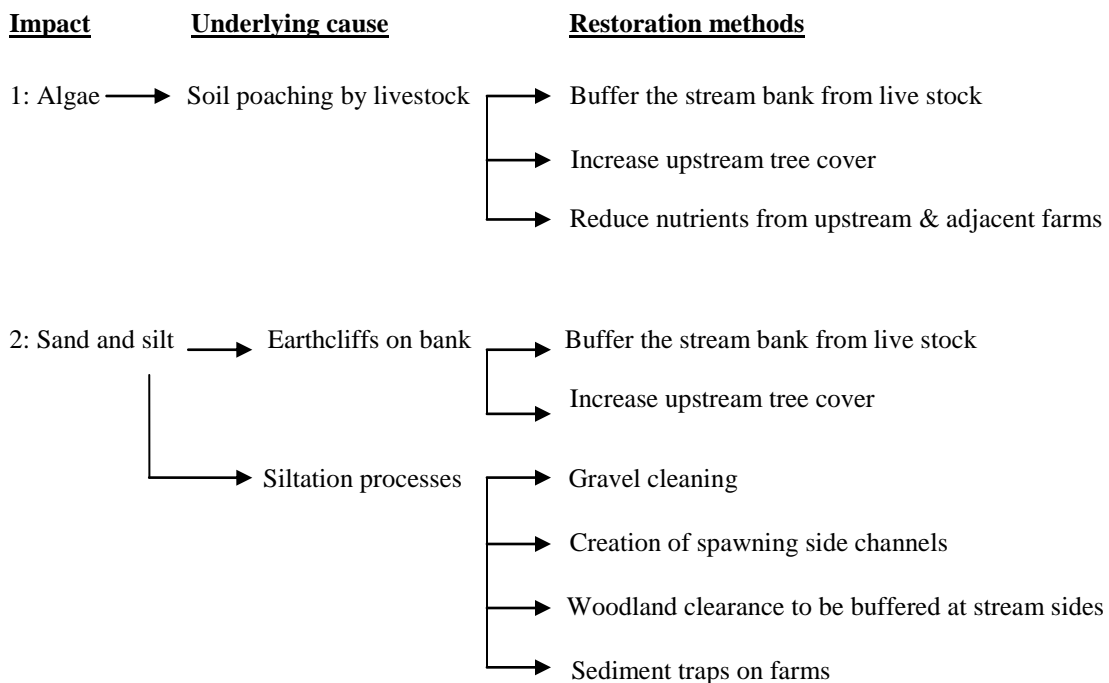 Impact Underlying cause Restoration methods
1: Algae Soil poaching by livestock Buffer the stream bank from live stock
Increase upstream tree cover
Reduce nutrients from upstream & adjacent farms
2: Sand and silt Earthcliffs on bank Buffer the stream bank from live stock
Increase upstream tree cover
Siltation processes Gravel cleaning
Creation of spawning side channels
Woodland clearance to be buffered at stream sides
Sediment traps on farms